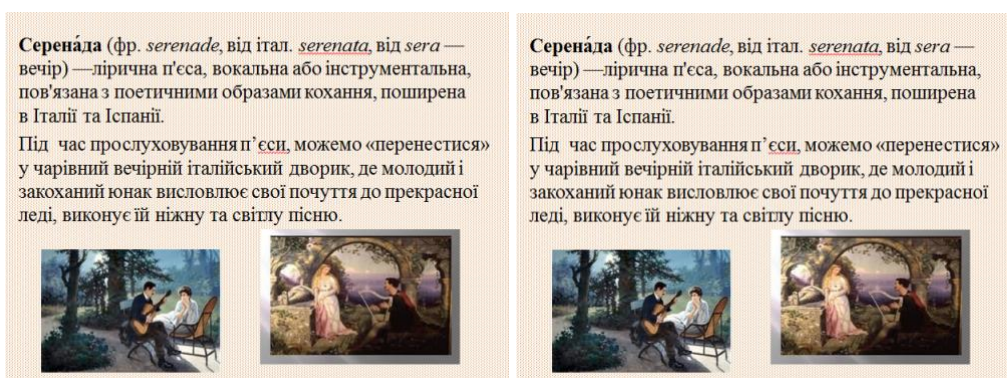 Серена́да (фр. serenade, від італ. serenata, від sera —
вечір) —лірична п'єса, вокальна або інструментальна,
пов'язана з поетичними образами кохання, поширена
в Італії та Іспанії.
Під час прослуховування п’єси, можемо «перенестися»
у чарівний вечірній італійський дворик, де молодий і
закоханий юнак висловлює свої почуття до прекрасної
леді, виконує їй ніжну та світлу пісню.
Серена́да (фр. serenade, від італ. serenata, від sera —
вечір) —лірична п'єса, вокальна або інструментальна,
пов'язана з поетичними образами кохання, поширена
в Італії та Іспанії.
Під час прослуховування п’єси, можемо «перенестися»
у чарівний вечірній італійський дворик, де молодий і
закоханий юнак висловлює свої почуття до прекрасної
леді, виконує їй ніжну та світлу пісню.